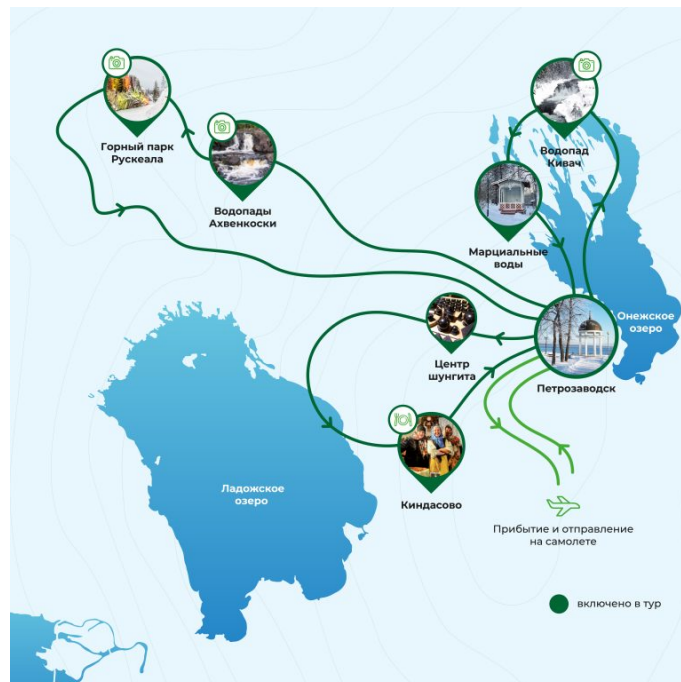 Горный парк
Рускеала
Водопады
Ахвенкоски
Водопад
Кивач
Марциальные
воды
Онежское
озеро
Центр
шунгита
Петрозаводск
Киндасово
Ладожское
озеро
Прибытие и отправление
на самолете
включено в тур